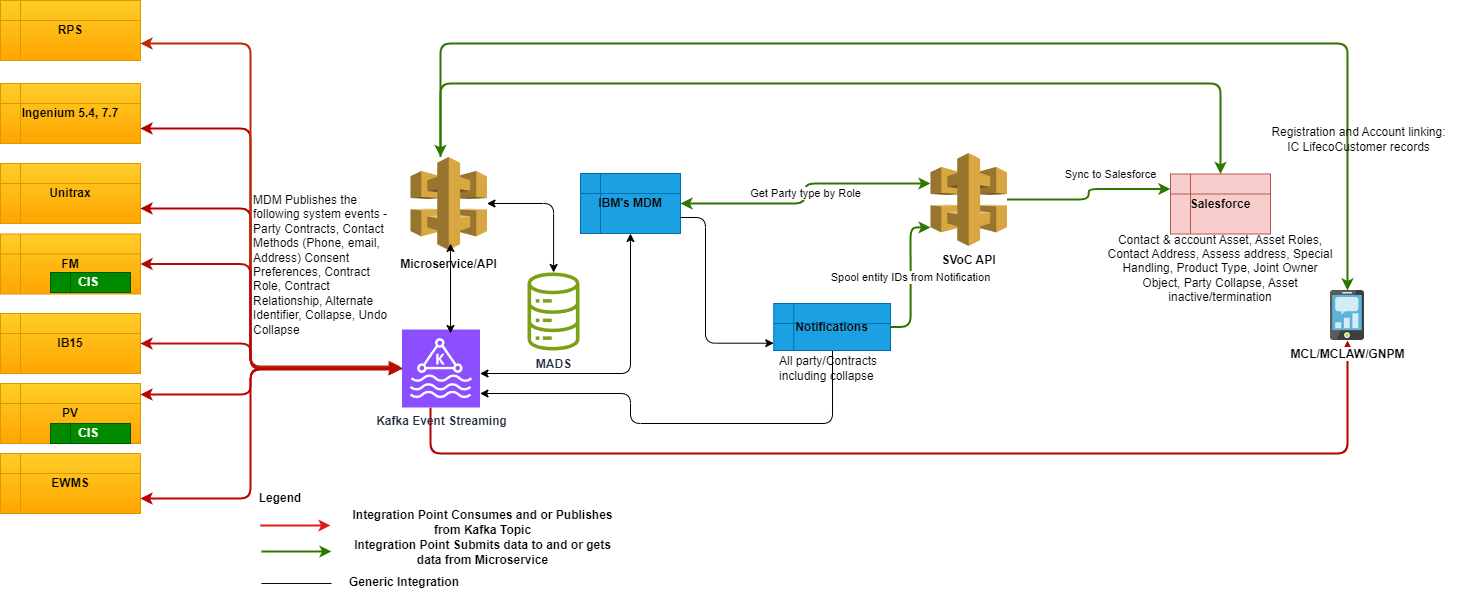 RPS
Ingenium 5.4, 7.7
Unitrax
FM
CIS
IB15
PV
CIS
EWMS
MDM Publishes the
following system events -
Party Contracts, Contact
Methods (Phone, email,
Address) Consent
Preferences, Contract
Role, Contract
Relationship, Alternate
Identifier, Collapse, Undo
Collapse
Microservice/API
MADS
K
Kafka Event Streaming
IBM's MDM
Get Party type by Role
Notifications
All party/Contracts
including collapse
Spool entity IDs from Notification
SVoC API
Sync to Salesforce
Salesforce
Contact & account Asset, Asset Roles,
Contact Address, Assess address, Special
Handling, Product Type, Joint Owner
Object, Party Collapse, Asset
inactive/termination
Registration and Account linking:
IC LifecoCustomer records
MCL/MCLAW/GNPM
Legend
Integration Point Consumes and or Publishes
from Kafka Topic
Integration Point Submits data to and or gets
data from Microservice
Generic Integration